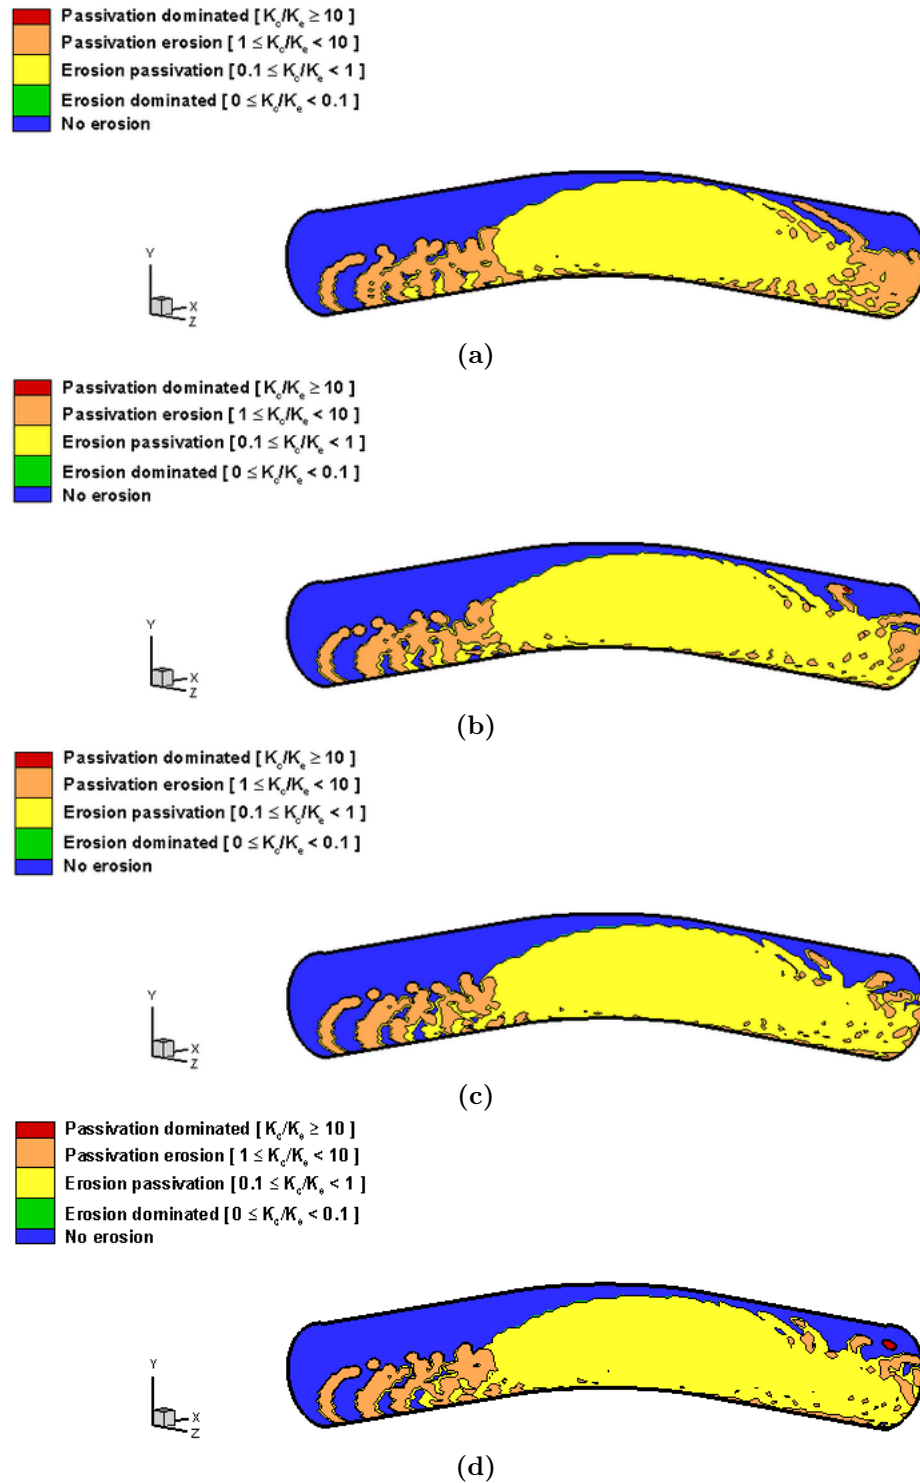 Passivation dominated [ Kc/Ke ≥ 10 ]
Passivation erosion [ 1 ≤ Kc/Ke < 10 ]
Erosion passivation [ 0.1 ≤ Kc/Ke < 1 ]
Erosion dominated [ 0 ≤ Kc/Ke < 0.1 ]
No erosion
Y
X
Z
(a)
Passivation dominated [ Kc/Ke ≥ 10 ]
Passivation erosion [ 1 ≤ Kc/Ke < 10 ]
Erosion passivation [ 0.1 ≤ Kc/Ke < 1 ]
Erosion dominated [ 0 ≤ Kc/Ke < 0.1 ]
No erosion
Y
X
Z
(b)
Passivation dominated [ Kc/Ke ≥ 10 ]
Passivation erosion [ 1 ≤ Kc/Ke < 10 ]
Erosion passivation [ 0.1 ≤ Kc/Ke < 1 ]
Erosion dominated [ 0 ≤ Kc/Ke < 0.1 ]
No erosion
Y
X
Z
(c)
Passivation dominated [ Kc/Ke ≥ 10 ]
Passivation erosion [ 1 ≤ Kc/Ke < 10 ]
Erosion passivation [ 0.1 ≤ Kc/Ke < 1 ]
Erosion dominated [ 0 ≤ Kc/Ke < 0.1 ]
No erosion
Y
X
Z
(d)